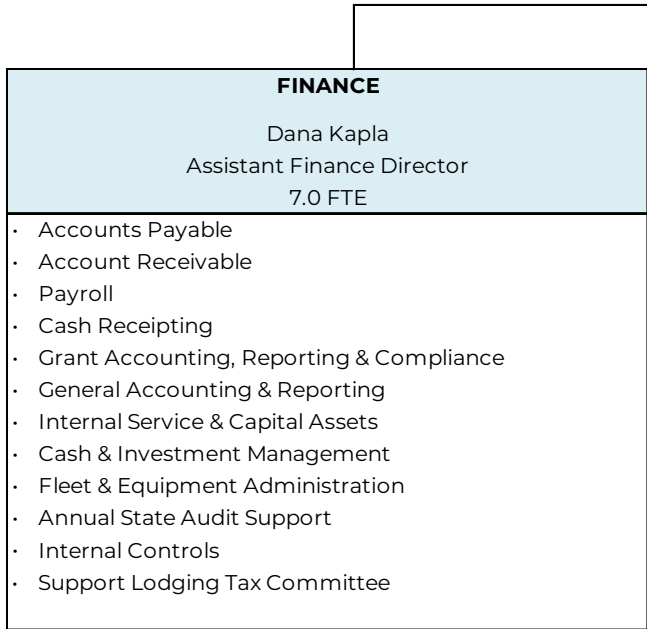 FINANCE
Dana Kapla
Assistant Finance Director
7.0 FTE
· Accounts Payable
· Account Receivable
· Payroll
· Cash Receipting
· Grant Accounting, Reporting & Compliance
· General Accounting & Reporting
· Internal Service & Capital Assets
· Cash & Investment Management
· Fleet & Equipment Administration
· Annual State Audit Support
· Internal Controls
· Support Lodging Tax Committee